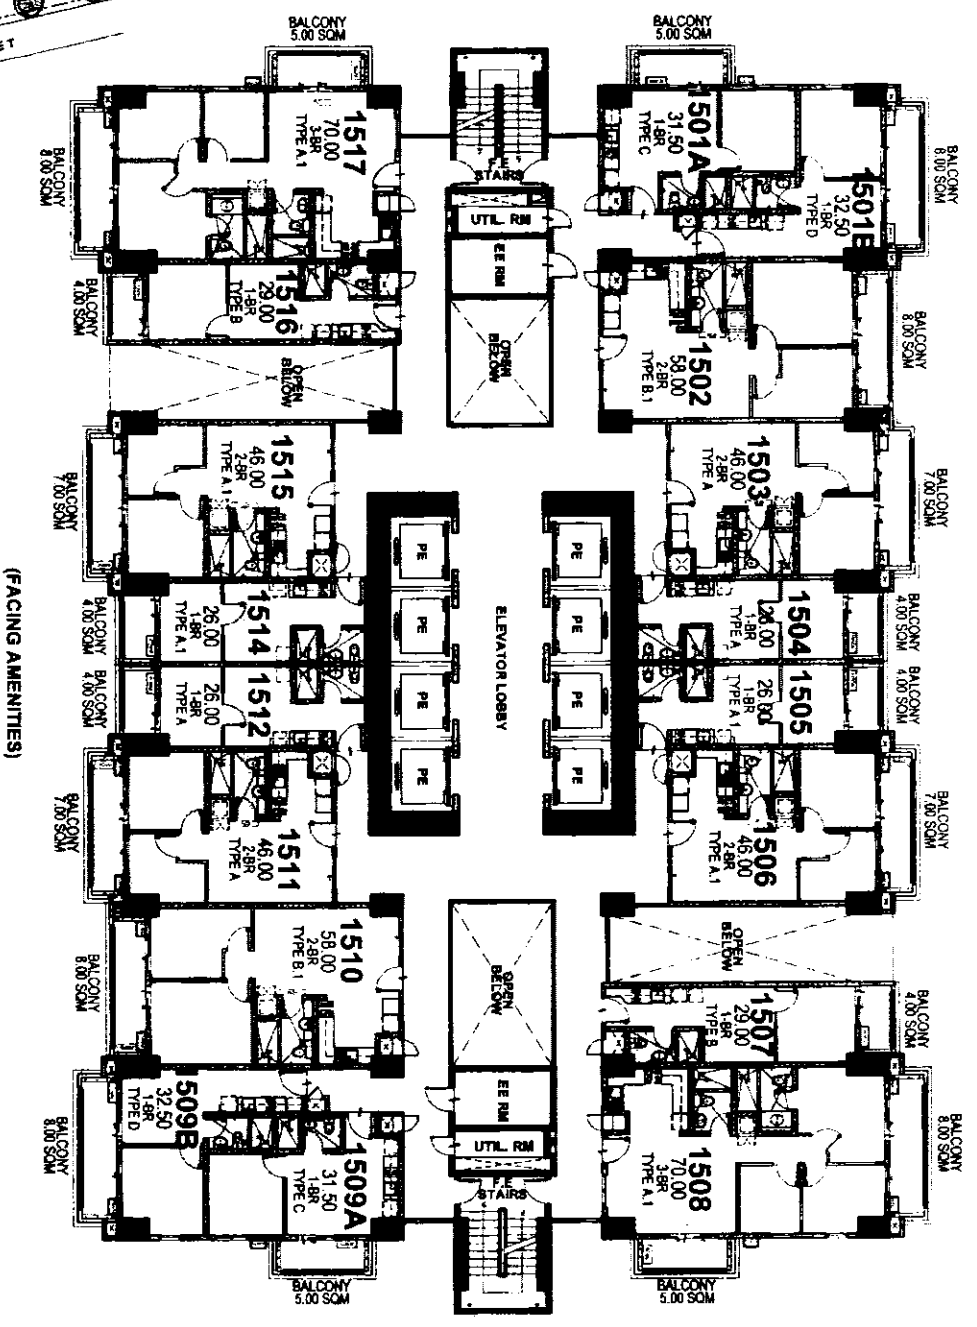 ET
BALCONY
5.00 SQM
BALCONY
5.00 SQM
1517
70.00
3-BR
TYPE A.1
BALCONY
8.00 SQM
F.E
STAIRS
UTIL. RM
EE RM
OPEN
BELOW
1501A
31.50
1-BR
TYPE C
1501B
32.50
1-BR
TYPE D
BALCONY
8.00 SQM
1516
29.00
1-BR
TYPE B
BALCONY
4.00 SQM
OPEN
BELOW
1502
58.00
2-BR
TYPE B.1
BALCONY
8.00 SQM
1515
46.00
2-BR
TYPE A.1
BALCONY
7.00 SQM
1503
46.00
2-BR
TYPE A
BALCONY
7.00 SQM
PE
PE
PE
PE
ELEVATOR LOBBY
PE
PE
PE
PE
1514
26.00
1-BR
TYPE A.1
BALCONY
4.00 SQM
1504
26.00
1-BR
TYPE A
BALCONY
4.00 SQM
(FACING AMENITIES)
1512
26.00
1-BR
TYPE A
BALCONY
4.00 SQM
1505
26.00
1-BR
TYPE A.1
BALCONY
4.00 SQM
1511
46.00
2-BR
TYPE A
BALCONY
7.00 SQM
1506
46.00
2-BR
TYPE A.1
BALCONY
7.00 SQM
1510
58.00
2-BR
TYPE B.1
BALCONY
8.00 SQM
OPEN
BELOW
OPEN
BELOW
1507
29.00
1-BR
TYPE B
BALCONY
4.00 SQM
509B
32.50
1-BR
TYPE D
BALCONY
8.00 SQM
1509A
31.50
1-BR
TYPE C
EE RM
UTIL. RM
F.E
STAIRS
1508
70.00
3-BR
TYPE A.1
BALCONY
8.00 SQM
BALCONY
5.00 SQM
BALCONY
5.00 SQM